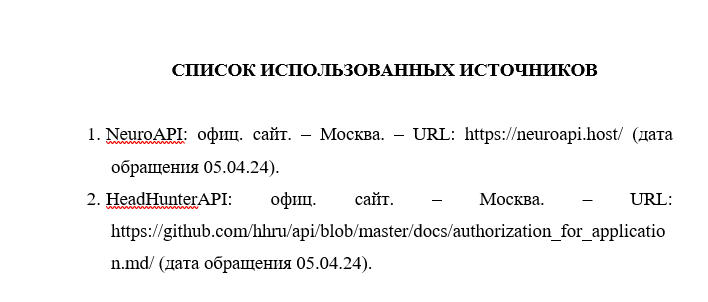 СПИСОК ИСПОЛЬЗОВАННЫХ ИСТОЧНИКОВ
1. NeuroAPI: офиц. сайт. – Москва. – URL: https://neuroapi.host/ (дата
обращения 05.04.24).
2. HeadHunterAPI: офиц. сайт. – Москва. – URL:
https://github.com/hhru/api/blob/master/docs/authorization_for_applicatio
n.md/ (дата обращения 05.04.24).